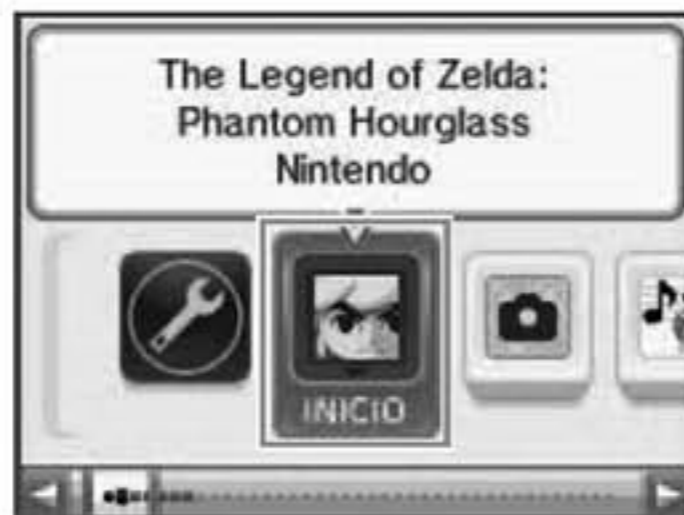 The Legend of Zelda:
Phantom Hourglass
Nintendo
INICIO